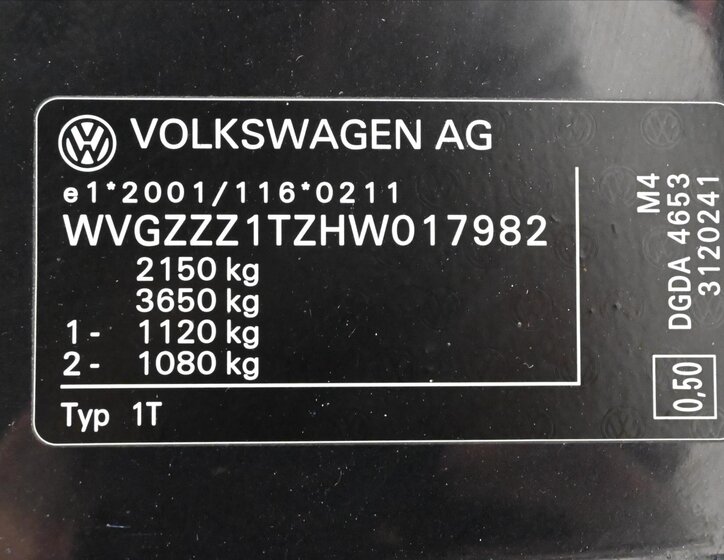 VOLKSWAGEN AG
e1*2001/116*0211
WVGZZZ1TZHW017982
2150 kg
3650 kg
1- 1120 kg
2- 1080 kg
Typ 1T
M4
DGDA 4653
3120241
0,50